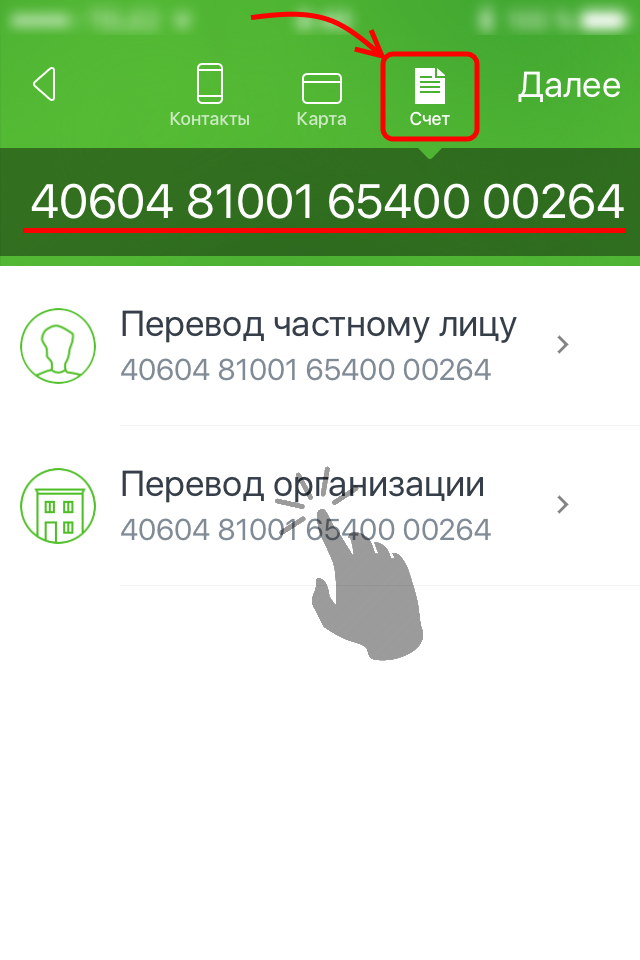 Контакты
Карта
Счет
Далее
40604 81001 65400 00264
Перевод частному лицу
40604 81001 65400 00264
Перевод организации
40604 81001 65400 00264